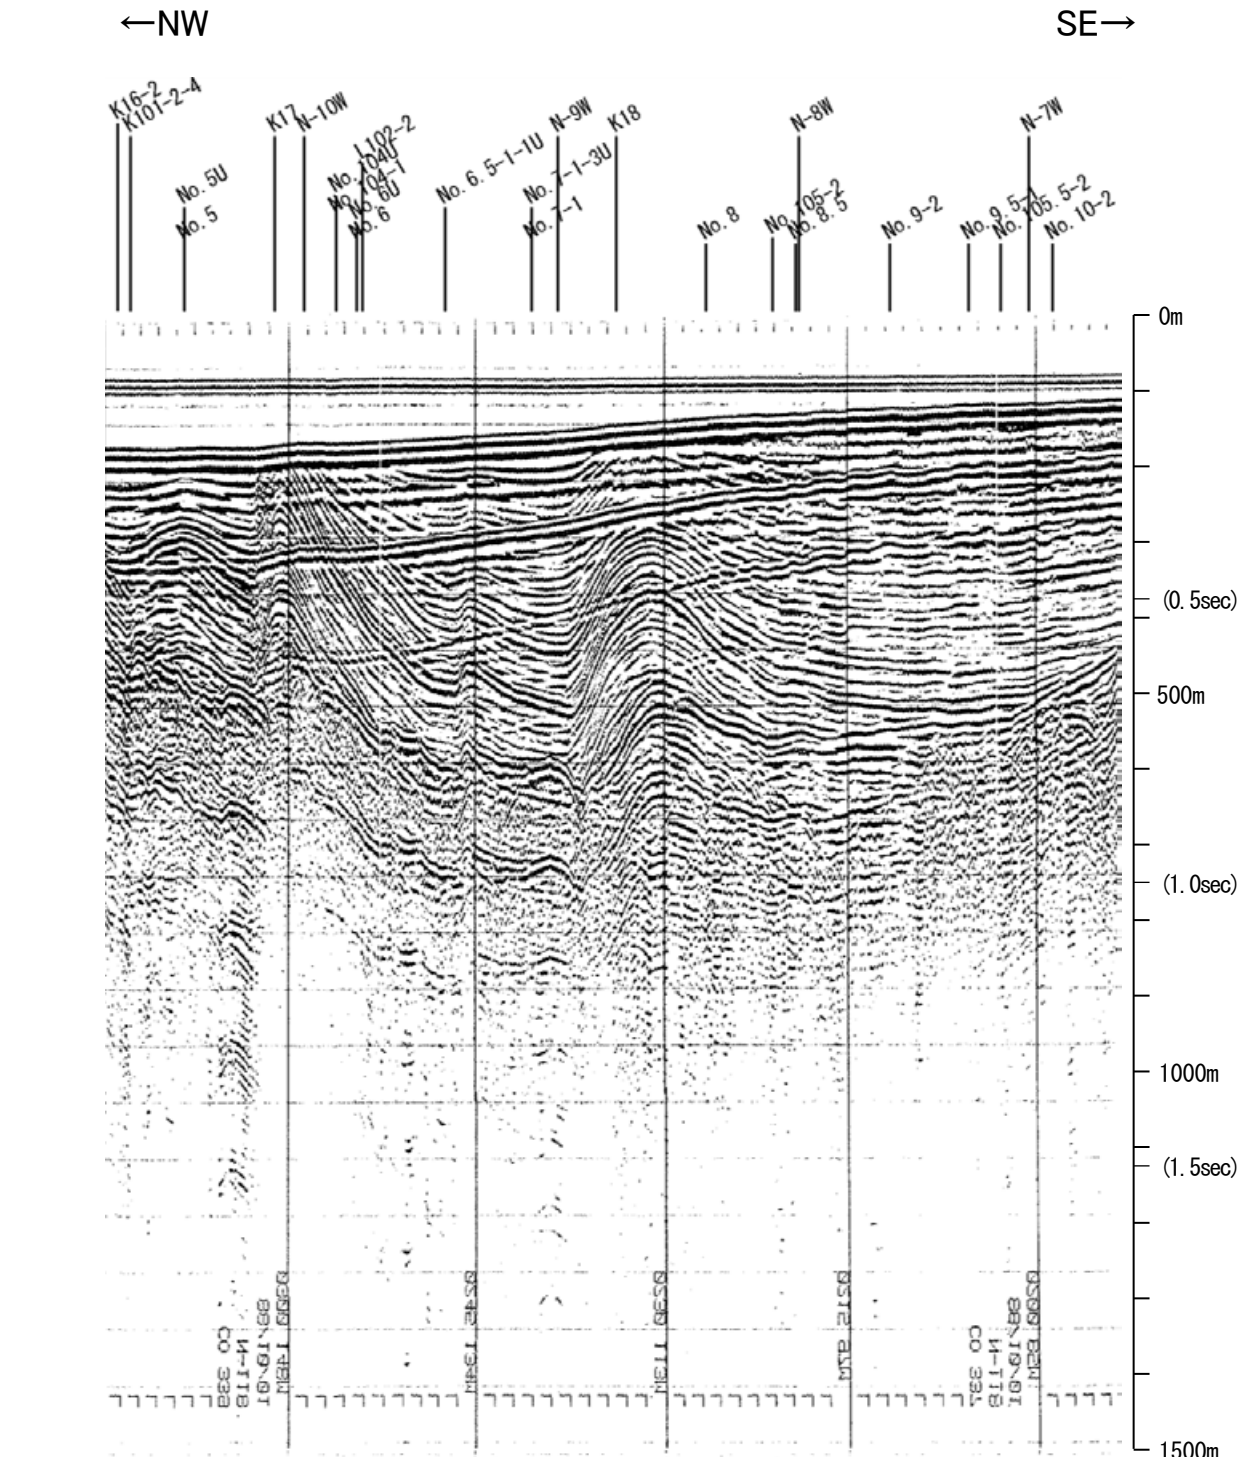 ←NW
SE→
K16-2
K101-2-4
K17
N-10W
L102-2
No.104U
No.104-1
No.5U
No.5
No.6U
No.6
No.6.5-1-1U
N-9W
No.7-1-3U
No.7-1
K18
No.8
N-8W
No.105-2
No.8.5
No.9-2
No.9.5-1
No.105.5-2
N-7W
No.10-2
0m
(0.5sec)
500m
(1.0sec)
1000m
(1.5sec)
1500m
N-118
N-118